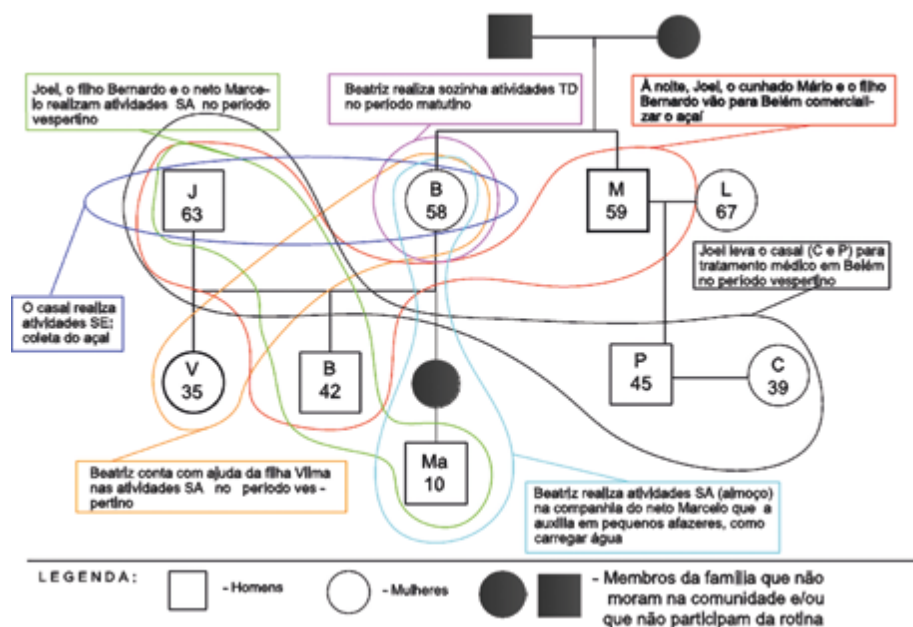 Joel, o filho Bernardo e o neto Marce-
lo realizam atividades SA no período
vespertino
Beatriz realiza sozinha atividades TD
no período matutino
À noite, Joel, o cunhado Mário e o filho
Bernardo vão para Belém comerciali-
zar o açaí
J
63
B
58
M
59
L
67
Joel leva o casal (C e P) para
tratamento médico em Belém
no período vespertino
O casal realiza
atividades SE:
coleta do açaí
V
35
B
42
P
45
C
39
Ma
10
Beatriz conta com ajuda da filha Vilma
nas atividades SA no período ves -
pertino
Beatriz realiza atividades SA (almoço)
na companhia do neto Marcelo que a
auxilia em pequenos afazeres, como
carregar água
LEGENDA:
- Homens
- Mulheres
- Membros da família que não
moram na comunidade e/ou
que não participam da rotina